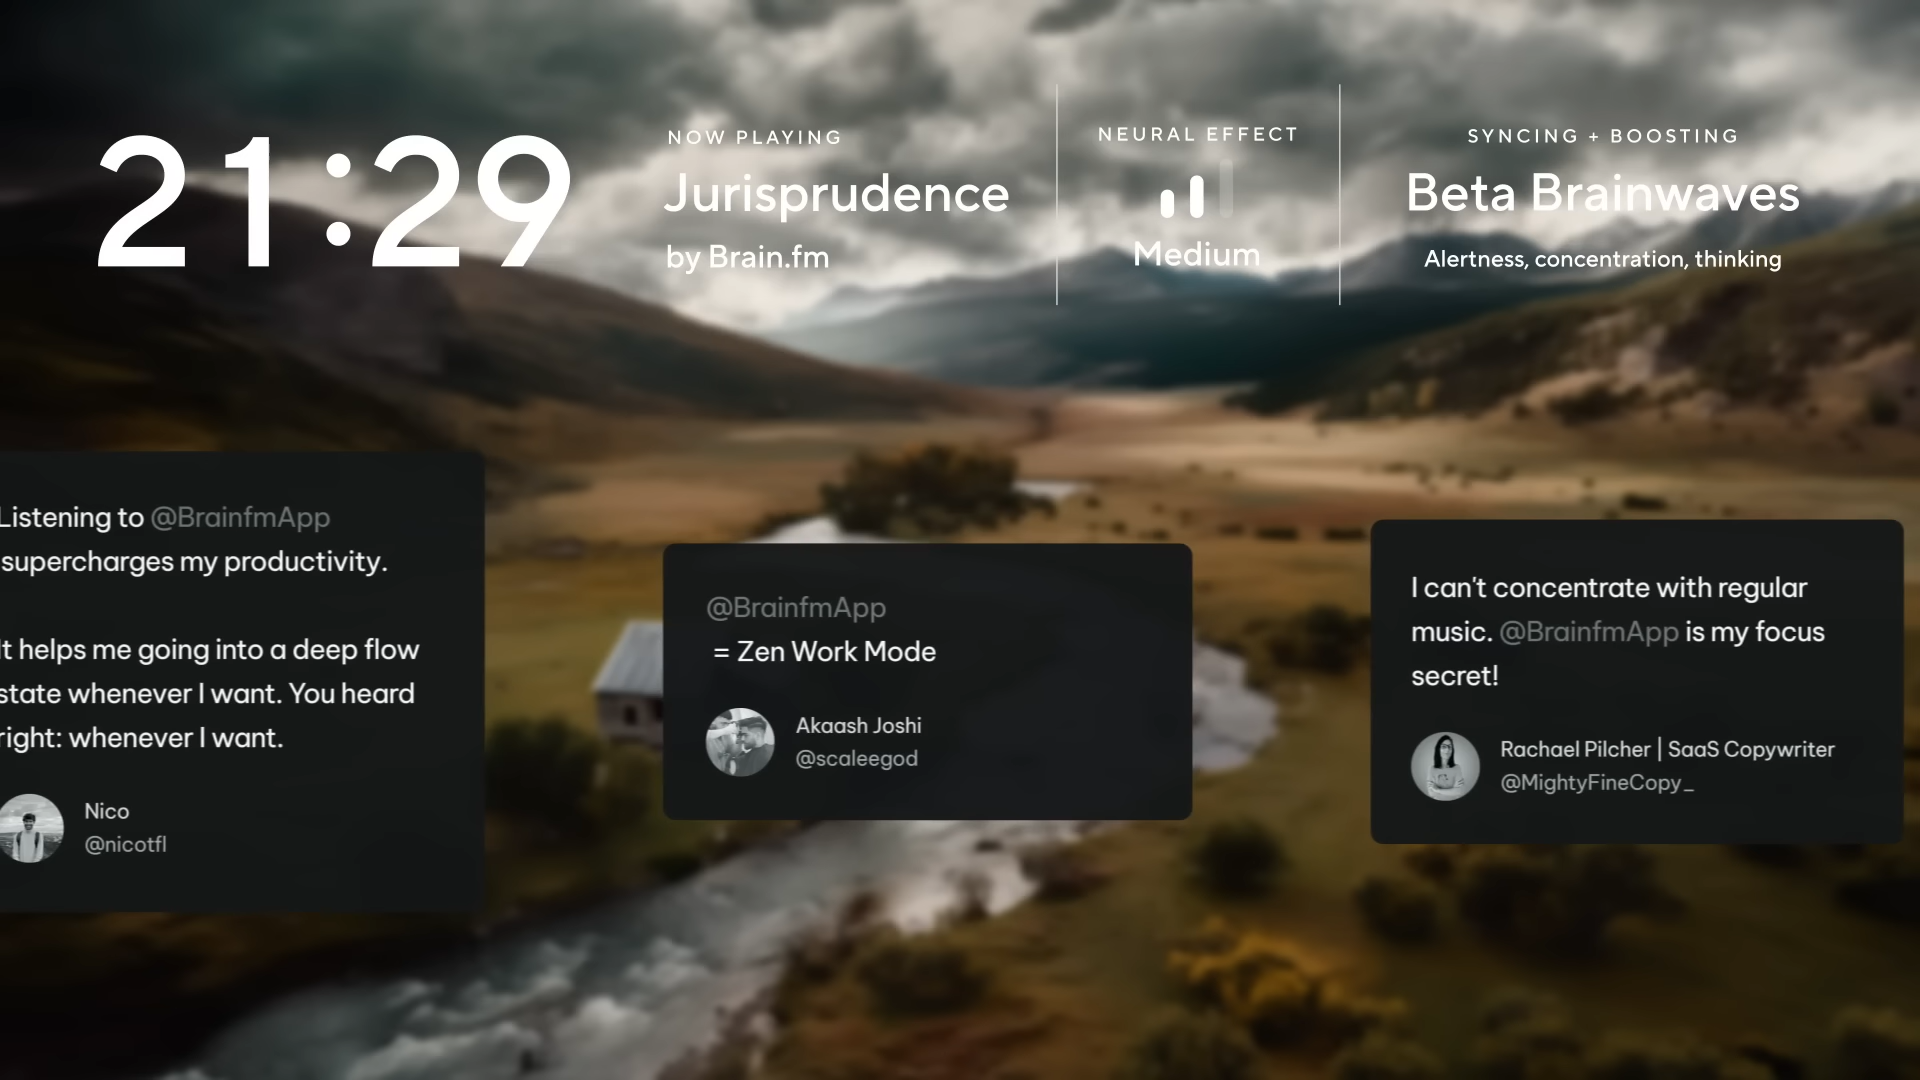 21:29
NOW PLAYING
Jurisprudence
by Brain.fm
NEURAL EFFECT
Medium
SYNCING + BOOSTING
Beta Brainwaves
Alertness, concentration, thinking
Listening to @BrainfmApp
supercharges my productivity.
It helps me going into a deep flow
state whenever I want. You heard
right: whenever I want.
Nico
@nicotfl
@BrainfmApp
= Zen Work Mode
Akaash Joshi
@scaleegod
I can't concentrate with regular
music. @BrainfmApp is my focus
secret!
Rachael Pilcher | SaaS Copywriter
@MightyFineCopy_